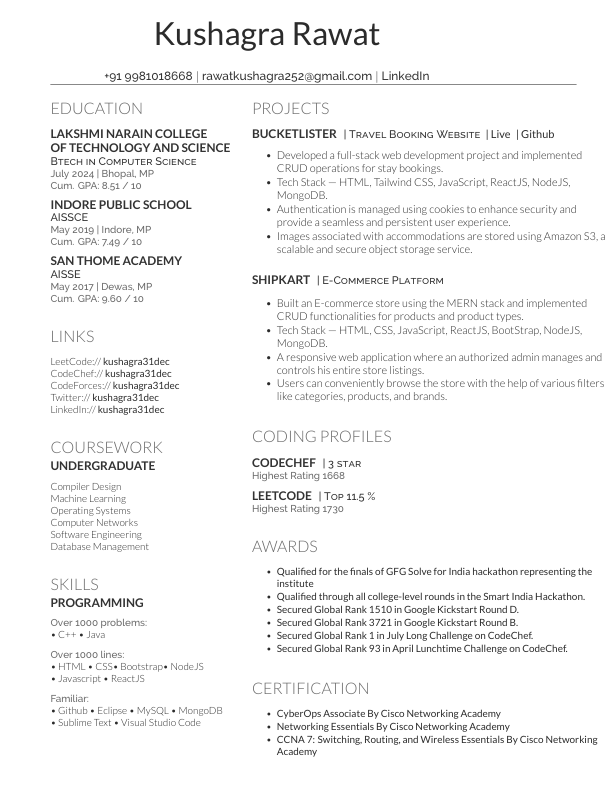 Kushagra Rawat
+91 9981018668 | rawatkushagra252@gmail.com | LinkedIn
EDUCATION
LAKSHMI NARAIN COLLEGE
OF TECHNOLOGY AND SCIENCE
BTECH IN COMPUTER SCIENCE
July 2024 | Bhopal, MP
Cum. GPA: 8.51 / 10
INDORE PUBLIC SCHOOL
AISSCE
May 2019 | Indore, MP
Cum. GPA: 7.49 / 10
SAN THOME ACADEMY
AISSE
May 2017 | Dewas, MP
Cum. GPA: 9.60 / 10
LINKS
LeetCode:// kushagra31dec
CodeChef:// kushagra31dec
CodeForces:// kushagra31dec
Twitter:// kushagra31dec
LinkedIn:// kushagra31dec
COURSEWORK
UNDERGRADUATE
Compiler Design
Machine Learning
Operating Systems
Computer Networks
Software Engineering
Database Management
SKILLS
PROGRAMMING
Over 1000 problems:
• C++ • Java
Over 1000 lines:
• HTML • CSS• Bootstrap• NodeJS
• Javascript • ReactJS
Familiar:
• Github • Eclipse • MySQL • MongoDB
• Sublime Text • Visual Studio Code
PROJECTS
BUCKETLISTER | TRAVEL BOOKING WEBSITE | Live | Github
• Developed a full-stack web development project and implemented
CRUD operations for stay bookings.
• Tech Stack — HTML, Tailwind CSS, JavaScript, ReactJS, NodeJS,
MongoDB.
• Authentication is managed using cookies to enhance security and
provide a seamless and persistent user experience.
• Images associated with accommodations are stored using Amazon S3, a
scalable and secure object storage service.
SHIPKART | E-COMMERCE PLATFORM
• Built an E-commerce store using the MERN stack and implemented
CRUD functionalities for products and product types.
• Tech Stack — HTML, CSS, JavaScript, ReactJS, BootStrap, NodeJS,
MongoDB.
• A responsive web application where an authorized admin manages and
controls his entire store listings.
• Users can conveniently browse the store with the help of various filters
like categories, products, and brands.
CODING PROFILES
CODECHEF | 3 STAR
Highest Rating 1668
LEETCODE | TOP 11.5 %
Highest Rating 1730
AWARDS
• Qualified for the finals of GFG Solve for India hackathon representing the
institute
• Qualified through all college-level rounds in the Smart India Hackathon.
• Secured Global Rank 1510 in Google Kickstart Round D.
• Secured Global Rank 3721 in Google Kickstart Round B.
• Secured Global Rank 1 in July Long Challenge on CodeChef.
• Secured Global Rank 93 in April Lunchtime Challenge on CodeChef.
CERTIFICATION
• CyberOps Associate By Cisco Networking Academy
• Networking Essentials By Cisco Networking Academy
• CCNA 7: Switching, Routing, and Wireless Essentials By Cisco Networking
Academy